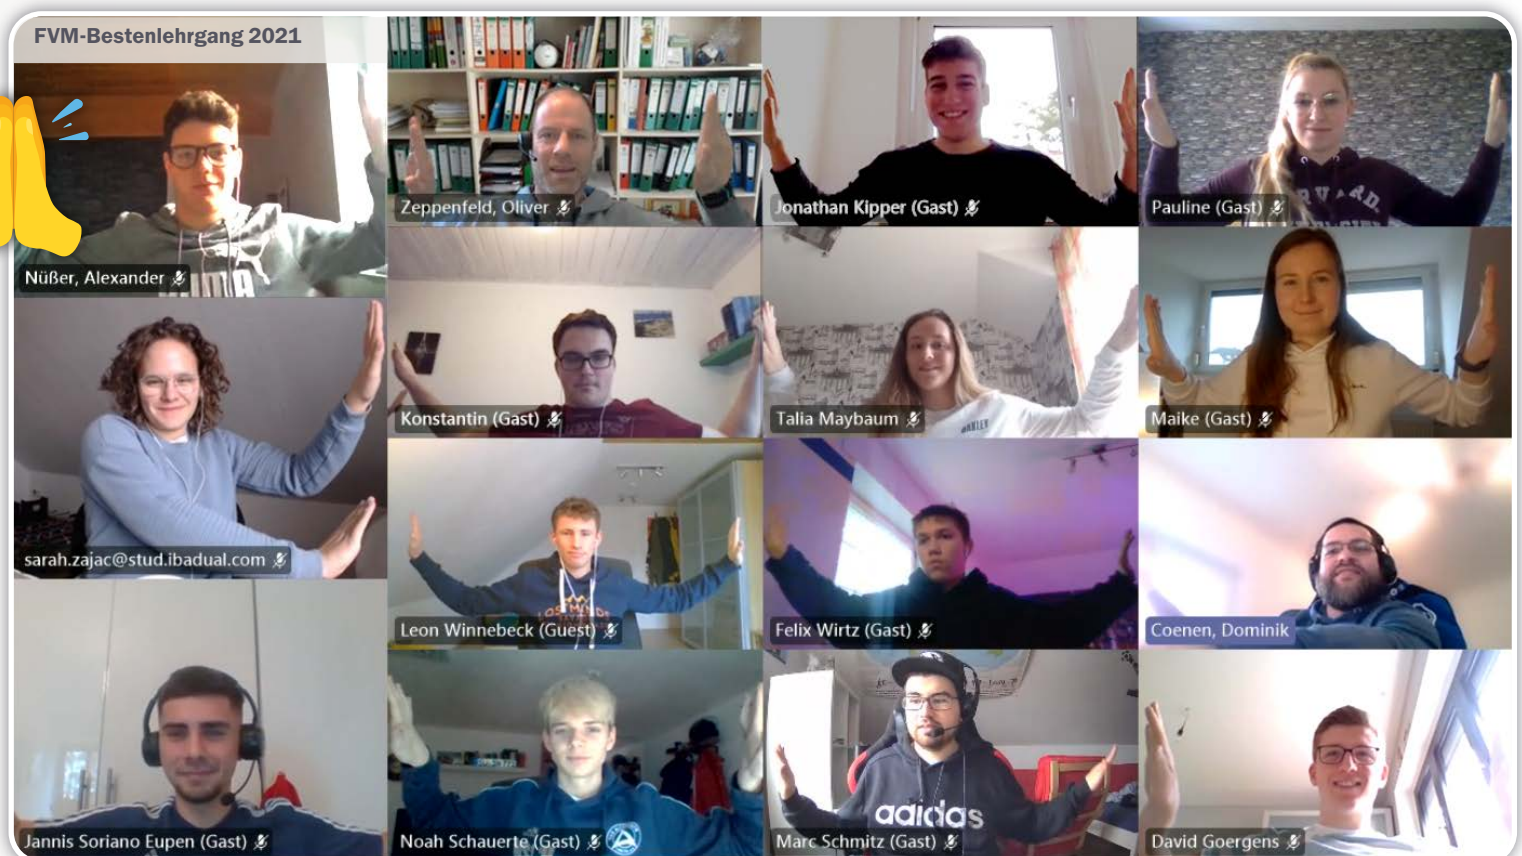 FVM-Bestenlehrgang 2021
Zeppenfeld, Oliver
Jonathan Kipper (Gast)
Pauline (Gast)
Nüßer, Alexander
Konstantin (Gast)
Talia Maybaum
Maike (Gast)
sarah.zajac@stud.ibadual.com
Leon Winnebeck (Guest)
Felix Wirtz (Gast)
Coenen, Dominik
Jannis Soriano Eupen (Gast)
Noah Schauerte (Gast)
adidas
Marc Schmitz (Gast)
David Goergens